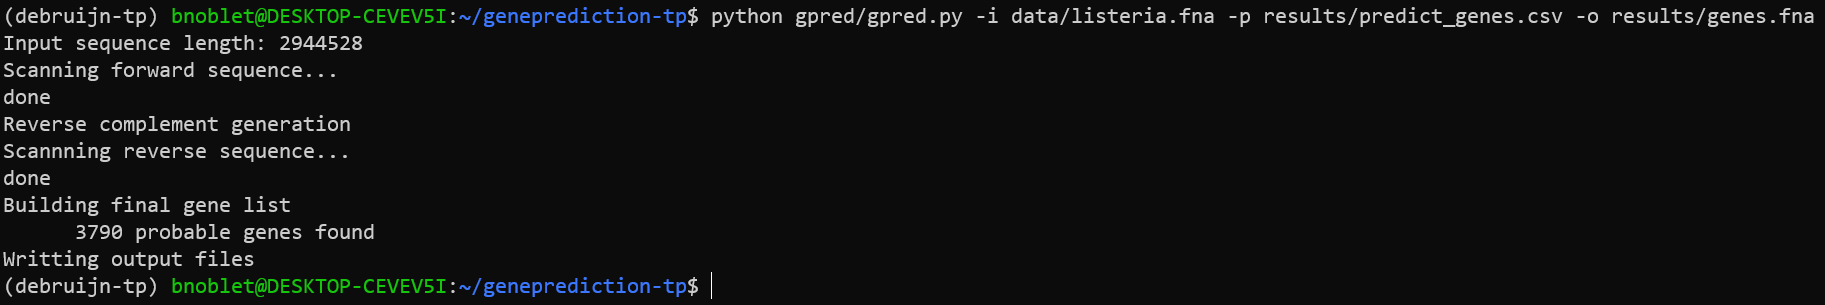 (debruijn-tp) bnoblet@DESKTOP-CEVEV5I:~/geneprediction-tp$ python gpred/gpred.py -i data/listeria.fna -p results/predict_genes.csv -o results/genes.fna
Input sequence length: 2944528
Scanning forward sequence...
done
Reverse complement generation
Scannning reverse sequence...
done
Building final gene list
      3790 probable genes found
Writting output files
(debruijn-tp) bnoblet@DESKTOP-CEVEV5I:~/geneprediction-tp$